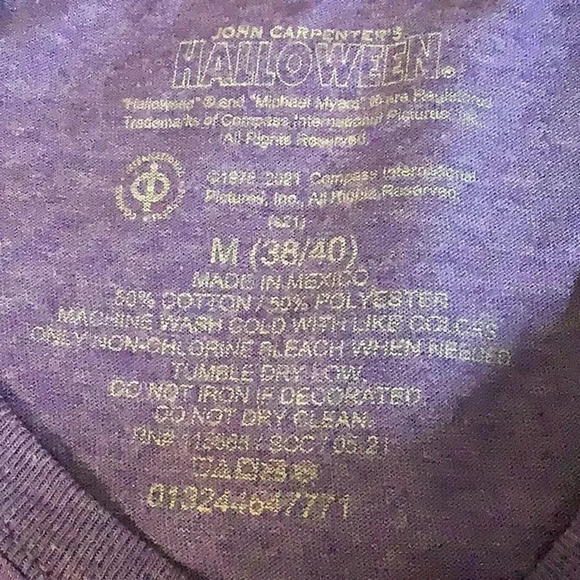 JOHN CARPENTER'S
HALLOWEEN®
"Halloween" ® and "Michael Myers" ® are Registered
Trademarks of Compass International Pictures, Inc.
All Rights Reserved.
©1978, 2021 Compass International
Pictures, Inc., All Rights Reserved.
M (38/40)
MADE IN MEXICO
50% COTTON / 50% POLYESTER
MACHINE WASH COLD WITH LIKE COLORS
ONLY NON-CHLORINE BLEACH WHEN NEEDED
TUMBLE DRY LOW.
DO NOT IRON IF DECORATED.
DO NOT DRY CLEAN.
/ SCC / 05.21
013244647771